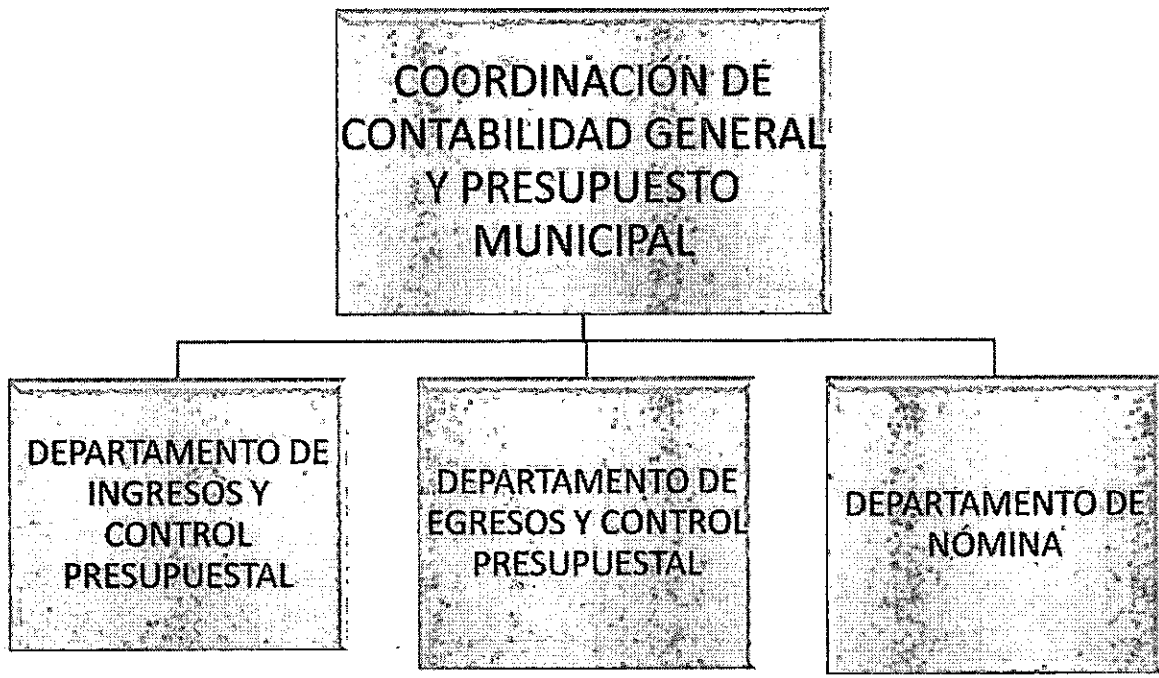 COORDINACIÓN DE
CONTABILIDAD GENERAL
Y PRESUPUESTO
MUNICIPAL
DEPARTAMENTO DE
INGRESOS Y
CONTROL
PRESUPUESTAL
DEPARTAMENTO DE
EGRESOS Y CONTROL
PRESUPUESTAL
DEPARTAMENTO DE
NÓMINA